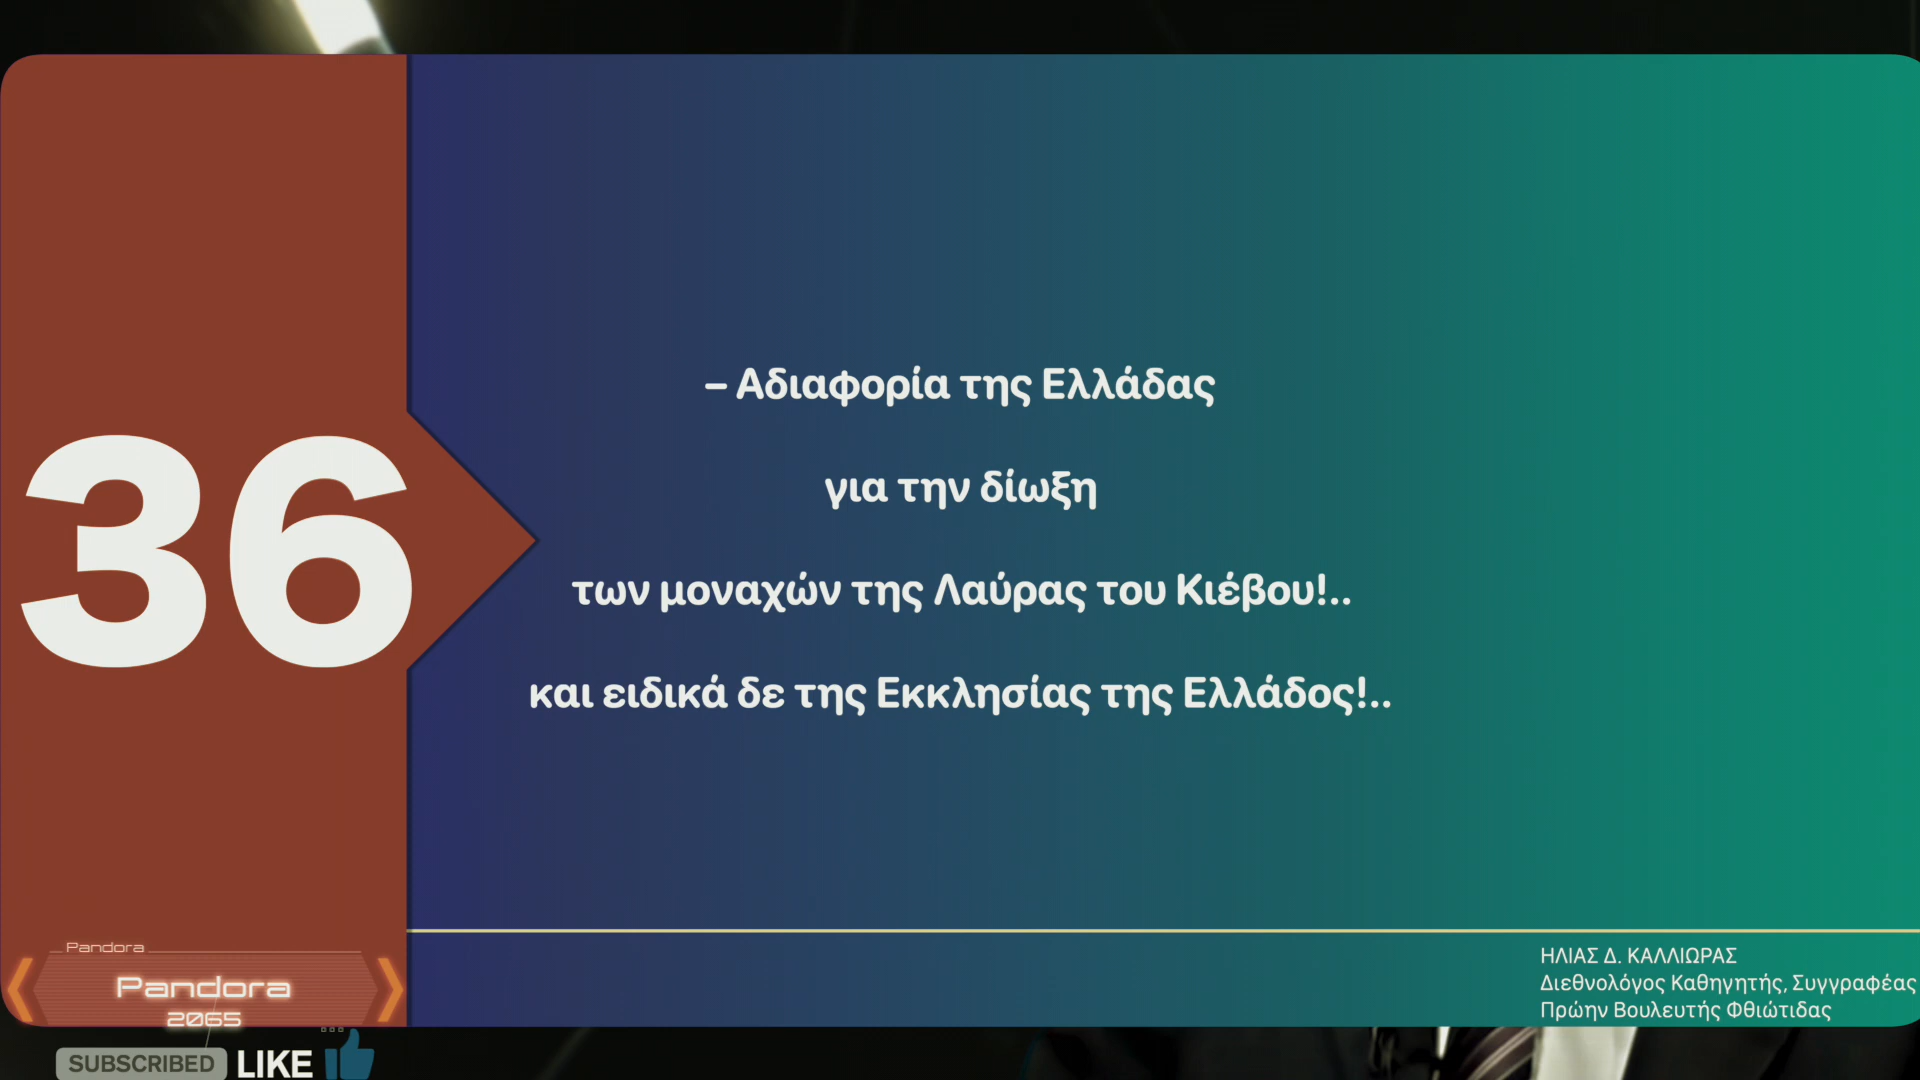 36
– Αδιαφορία της Ελλάδας
για την δίωξη
των μοναχών της Λαύρας του Κιέβου!..
και ειδικά δε της Εκκλησίας της Ελλάδος!..
ΗΛΙΑΣ Δ. ΚΑΛΛΙΩΡΑΣ
Διεθνολόγος Καθηγητής, Συγγραφέας
Πρώην Βουλευτής Φθιώτιδας
Pandora
Pandora
2065
SUBSCRIBED LIKE